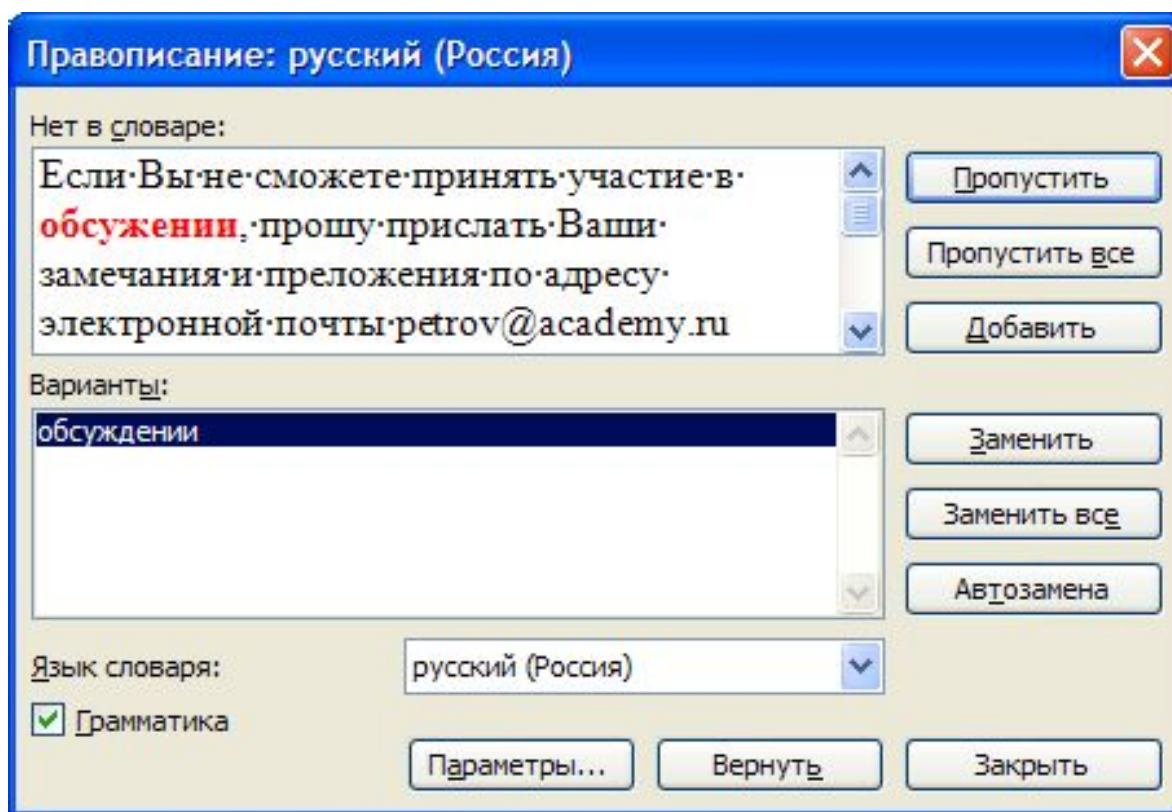 Правописание: русский (Россия)
Нет в словаре:
Если·Вы·не·сможете·принять·участие·в·
обсужении,·прошу·прислать·Ваши·
замечания·и·преложения·по·адресу·
электронной·почты·petrov@academy.ru
Пропустить
Пропустить все
Добавить
Варианты:
обсуждении
Заменить
Заменить все
Автозамена
Язык словаря:
русский (Россия)
Грамматика
Параметры...
Вернуть
Закрыть